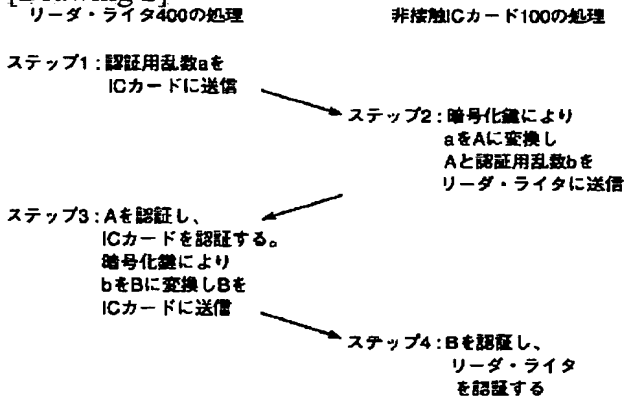 リーダ・ライタ400の処理
非接触ICカード100の処理
ステップ1:認証用乱数aを
ICカードに送信
ステップ2:暗号化鍵により
aをAに変換し
Aと認証用乱数bを
リーダ・ライタに送信
ステップ3:Aを認証し、
ICカードを認証する。
暗号化鍵により
bをBに変換しBを
ICカードに送信
ステップ4:Bを認証し、
リーダ・ライタ
を認証する